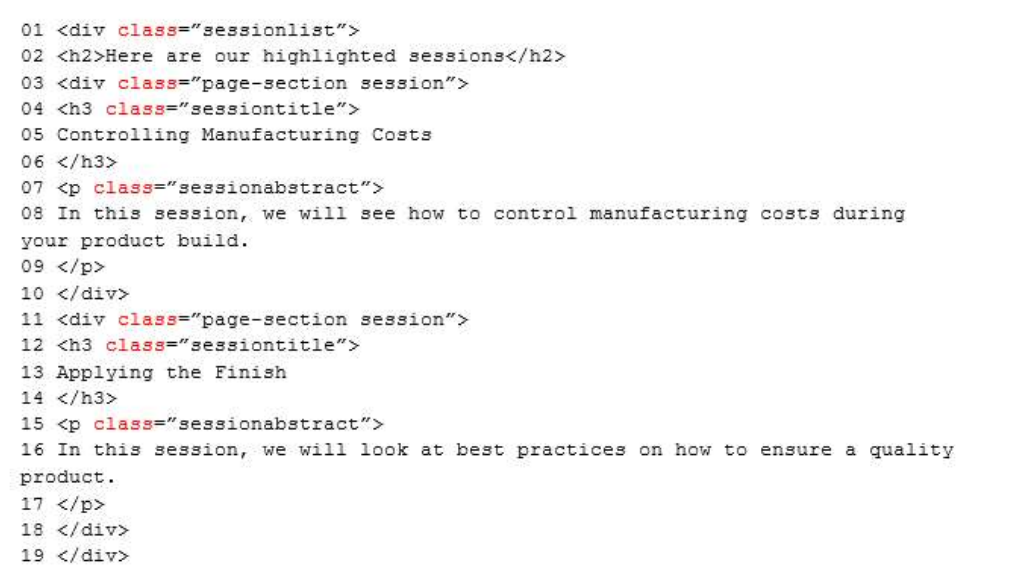 01 <div class=”sessionlist”>
02 <h2>Here are our highlighted sessions</h2>
03 <div class=”page-section session”>
04 <h3 class=”sessiontitle”>
05 Controlling Manufacturing Costs
06 </h3>
07 <p class=”sessionabstract”>
08 In this session, we will see how to control manufacturing costs during
your product build.
09 </p>
10 </div>
11 <div class=”page-section session”>
12 <h3 class=”sessiontitle”>
13 Applying the Finish
14 </h3>
15 <p class=”sessionabstract”>
16 In this session, we will look at best practices on how to ensure a quality
product.
17 </p>
18 </div>
19 </div>